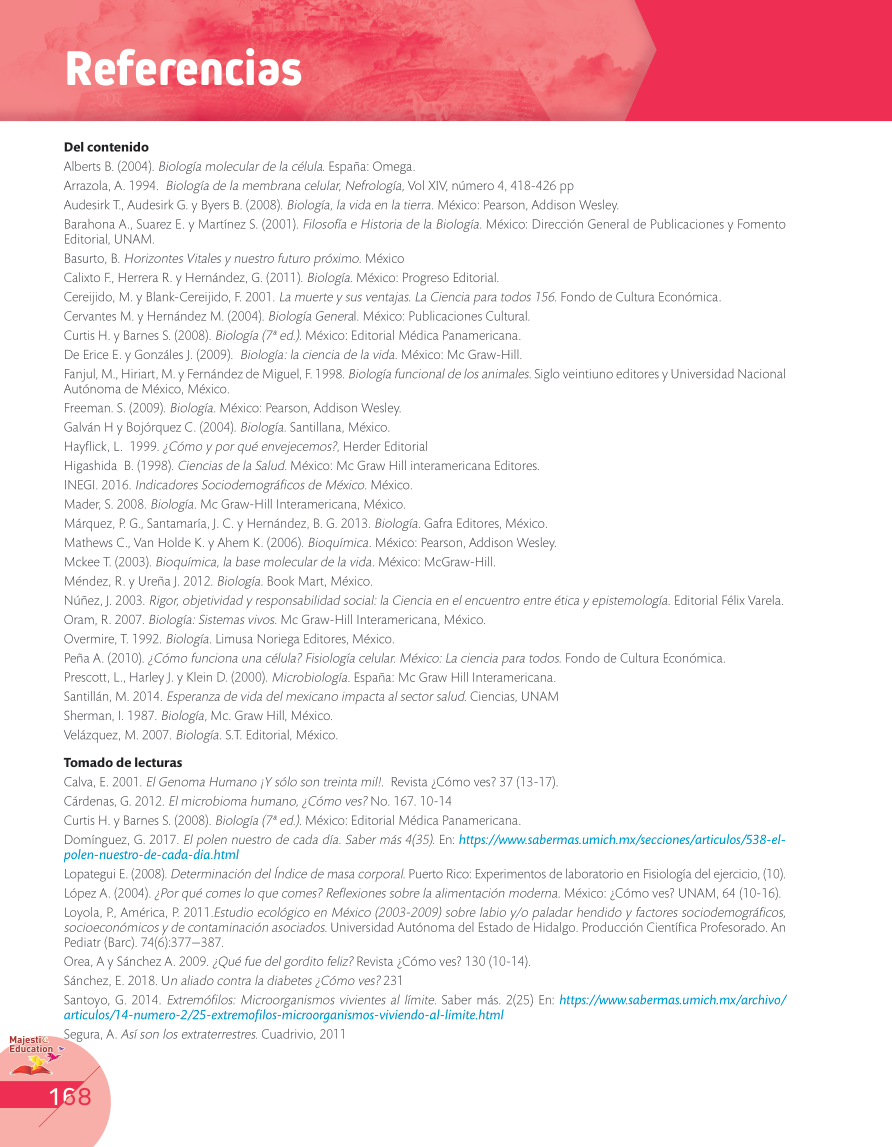 Referencias
Del contenido
Alberts B. (2004). Biología molecular de la célula. España: Omega.
Arrazola, A. 1994.  Biología de la membrana celular, Nefrología, Vol XIV, número 4, 418-426 pp
Audesirk T., Audesirk G. y Byers B. (2008). Biología, la vida en la tierra. México: Pearson, Addison Wesley.
Barahona A., Suarez E. y Martínez S. (2001). Filosofía e Historia de la Biología. México: Dirección General de Publicaciones y Fomento
Editorial, UNAM.
Basurto, B. Horizontes Vitales y nuestro futuro próximo. México
Calixto F., Herrera R. y Hernández, G. (2011). Biología. México: Progreso Editorial.
Cereijido, M. y Blank-Cereijido, F. 2001. La muerte y sus ventajas. La Ciencia para todos 156. Fondo de Cultura Económica.
Cervantes M. y Hernández M. (2004). Biología General. México: Publicaciones Cultural.
Curtis H. y Barnes S. (2008). Biología (7ª ed.). México: Editorial Médica Panamericana.
De Erice E. y Gonzáles J. (2009).  Biología: la ciencia de la vida. México: Mc Graw-Hill.
Fanjul, M., Hiriart, M. y Fernández de Miguel, F. 1998. Biología funcional de los animales. Siglo veintiuno editores y Universidad Nacional
Autónoma de México, México.
Freeman. S. (2009). Biología. México: Pearson, Addison Wesley.
Galván H y Bojórquez C. (2004). Biología. Santillana, México.
Hayflick, L.  1999. ¿Cómo y por qué envejecemos?, Herder Editorial
Higashida  B. (1998). Ciencias de la Salud. México: Mc Graw Hill interamericana Editores.
INEGI. 2016. Indicadores Sociodemográficos de México. México.
Mader, S. 2008. Biología. Mc Graw-Hill Interamericana, México.
Márquez, P. G., Santamaría, J. C. y Hernández, B. G. 2013. Biología. Gafra Editores, México.
Mathews C., Van Holde K. y Ahem K. (2006). Bioquímica. México: Pearson, Addison Wesley.
Mckee T. (2003). Bioquímica, la base molecular de la vida. México: McGraw-Hill.
Méndez, R. y Ureña J. 2012. Biología. Book Mart, México.
Núñez, J. 2003. Rigor, objetividad y responsabilidad social: la Ciencia en el encuentro entre ética y epistemología. Editorial Félix Varela.
Oram, R. 2007. Biología: Sistemas vivos. Mc Graw-Hill Interamericana, México.
Overmire, T. 1992. Biología. Limusa Noriega Editores, México.
Peña A. (2010). ¿Cómo funciona una célula? Fisiología celular. México: La ciencia para todos. Fondo de Cultura Económica.
Prescott, L., Harley J. y Klein D. (2000). Microbiología. España: Mc Graw Hill Interamericana.
Santillán, M. 2014. Esperanza de vida del mexicano impacta al sector salud. Ciencias, UNAM
Sherman, I. 1987. Biología, Mc. Graw Hill, México.
Velázquez, M. 2007. Biología. S.T. Editorial, México.
Tomado de lecturas
Calva, E. 2001. El Genoma Humano ¡Y sólo son treinta mil!.  Revista ¿Cómo ves? 37 (13-17).
Cárdenas, G. 2012. El microbioma humano, ¿Cómo ves? No. 167. 10-14
Curtis H. y Barnes S. (2008). Biología (7ª ed.). México: Editorial Médica Panamericana.
Domínguez, G. 2017. El polen nuestro de cada día. Saber más 4(35). En: https://www.sabermas.umich.mx/secciones/articulos/538-el-
polen-nuestro-de-cada-dia.html
Lopategui E. (2008). Determinación del Índice de masa corporal. Puerto Rico: Experimentos de laboratorio en Fisiología del ejercicio, (10).
López A. (2004). ¿Por qué comes lo que comes? Reflexiones sobre la alimentación moderna. México: ¿Cómo ves? UNAM, 64 (10-16).
Loyola, P., América, P. 2011.Estudio ecológico en México (2003-2009) sobre labio y/o paladar hendido y factores sociodemográficos,
socioeconómicos y de contaminación asociados. Universidad Autónoma del Estado de Hidalgo. Producción Científica Profesorado. An
Pediatr (Barc). 74(6):377—387.
Orea, A y Sánchez A. 2009. ¿Qué fue del gordito feliz? Revista ¿Cómo ves? 130 (10-14).
Sánchez, E. 2018. Un aliado contra la diabetes ¿Cómo ves? 231
Santoyo, G. 2014. Extremófilos: Microorganismos vivientes al límite. Saber más. 2(25) En: https://www.sabermas.umich.mx/archivo/
articulos/14-numero-2/25-extremofilos-microorganismos-viviendo-al-limite.html
Segura, A. Así son los extraterrestres. Cuadrivio, 2011
Majestic
Education
168